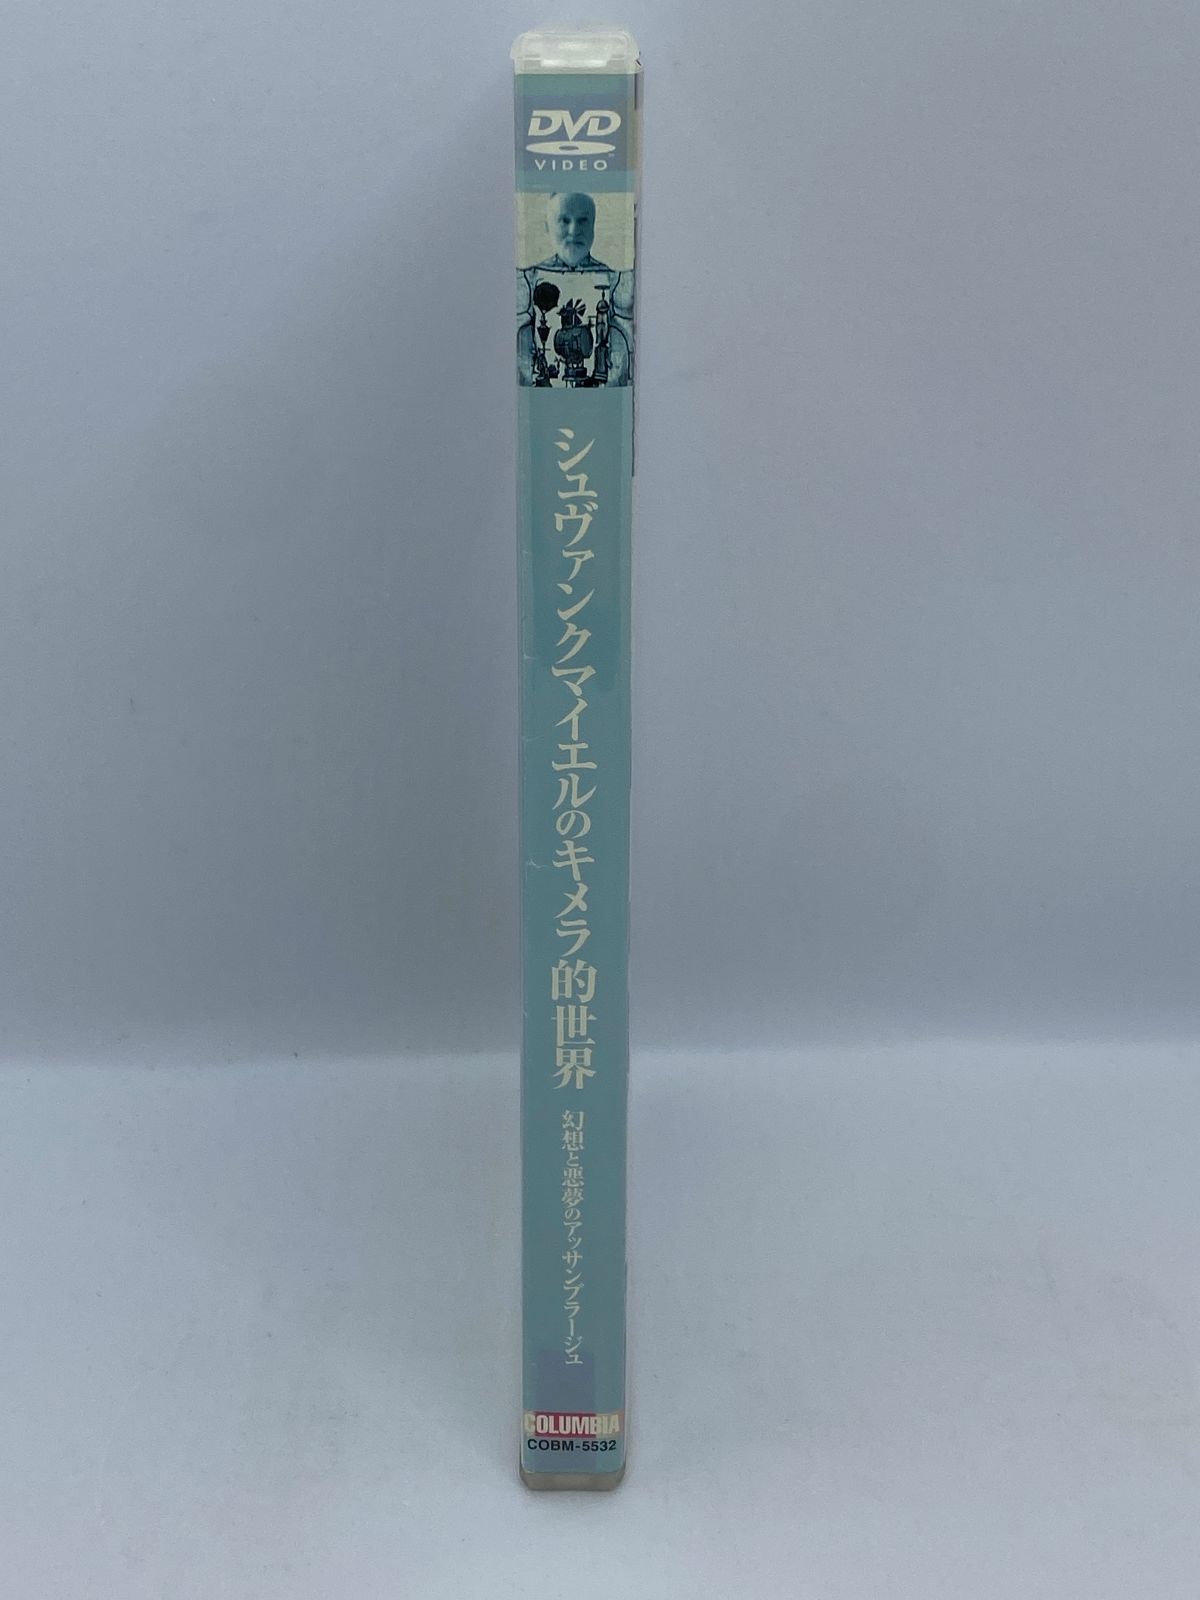 DVD
VIDEO
シュヴァンクマイエルのキメラ的世界
幻想と悪夢のアッサンブラージュ
COLUMBIA
COBM-5532